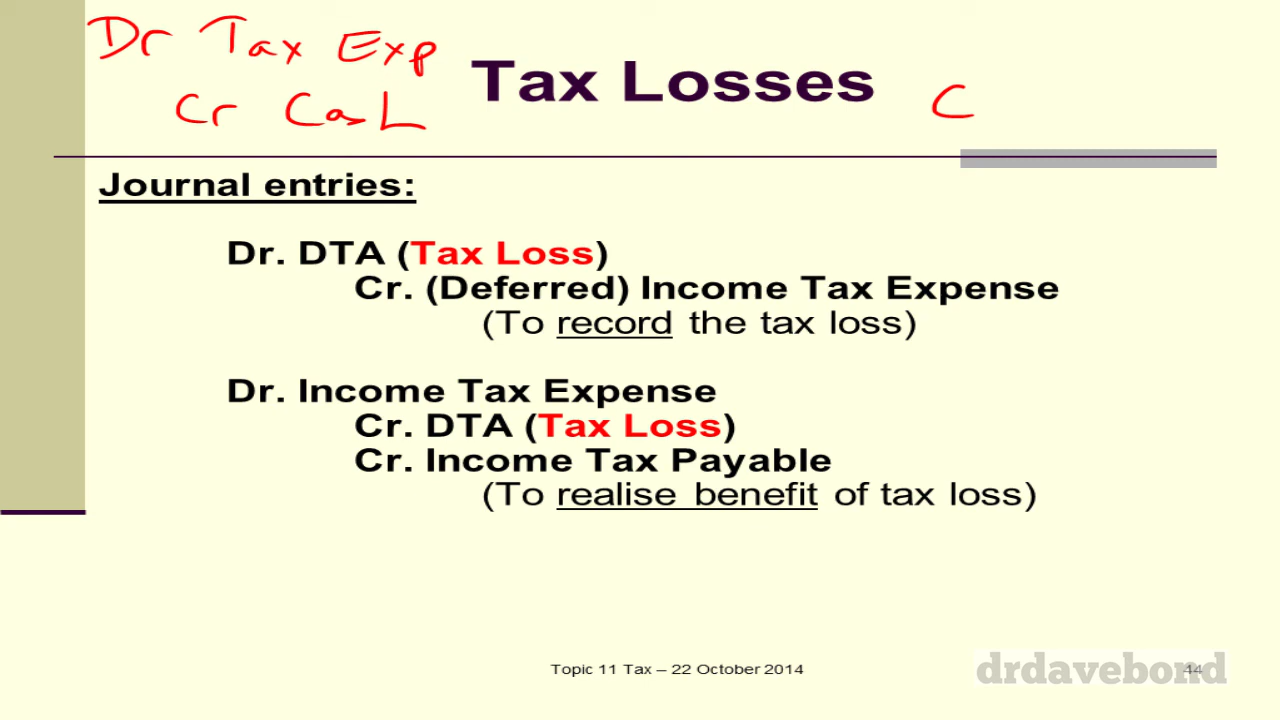 Dr Tax Exp
Cr Cash
Tax Losses
C
Journal entries:
Dr. DTA (Tax Loss)
Cr. (Deferred) Income Tax Expense
(To record the tax loss)
Dr. Income Tax Expense
Cr. DTA (Tax Loss)
Cr. Income Tax Payable
(To realise benefit of tax loss)
Topic 11 Tax – 22 October 2014
drdavebond
44